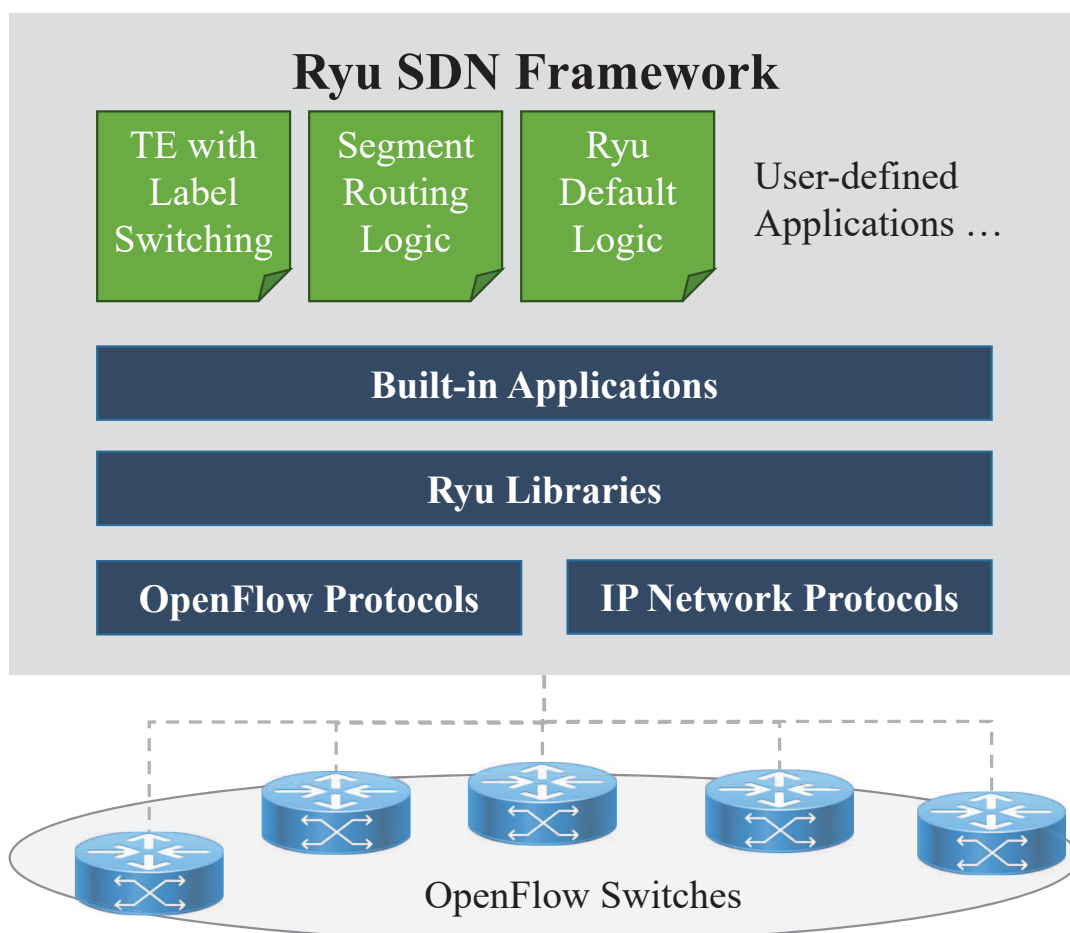 Ryu SDN Framework
TE with
Label
Switching
Segment
Routing
Logic
Ryu
Default
Logic
User-defined
Applications …
Built-in Applications
Ryu Libraries
OpenFlow Protocols
IP Network Protocols
OpenFlow Switches